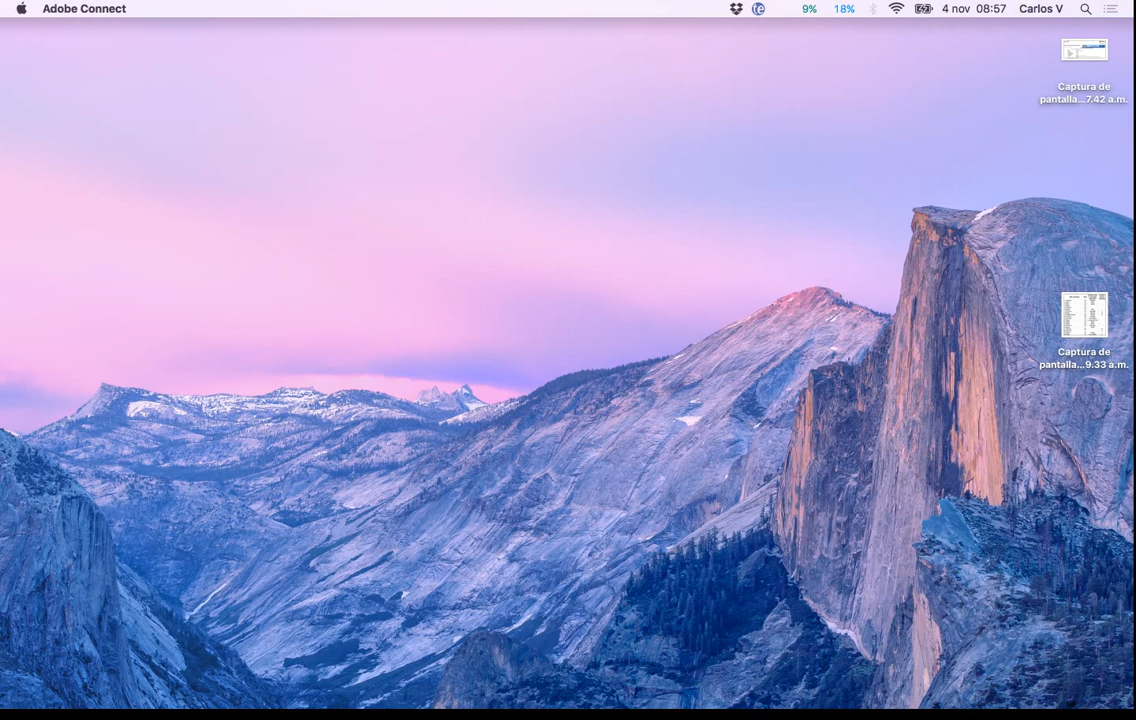 Adobe Connect
9%
18%
4 nov 08:57
Carlos V
Captura de
pantalla...7.42 a.m.
Captura de
pantalla...9.33 a.m.